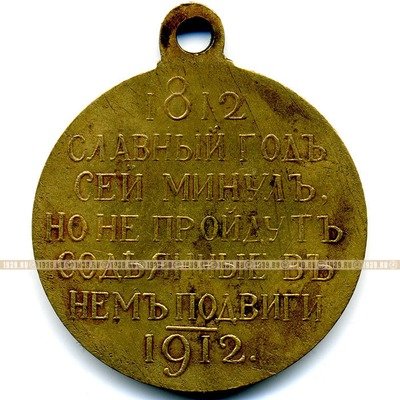 1812
СЛАВНЫЙ ГОДЪ
СЕЙ МИНУЛЪ,
НО НЕ ПРОЙДУТЪ
СОДѢЯННЫЕ ВЪ
НЕМЪ ПОДВИГИ
1912.